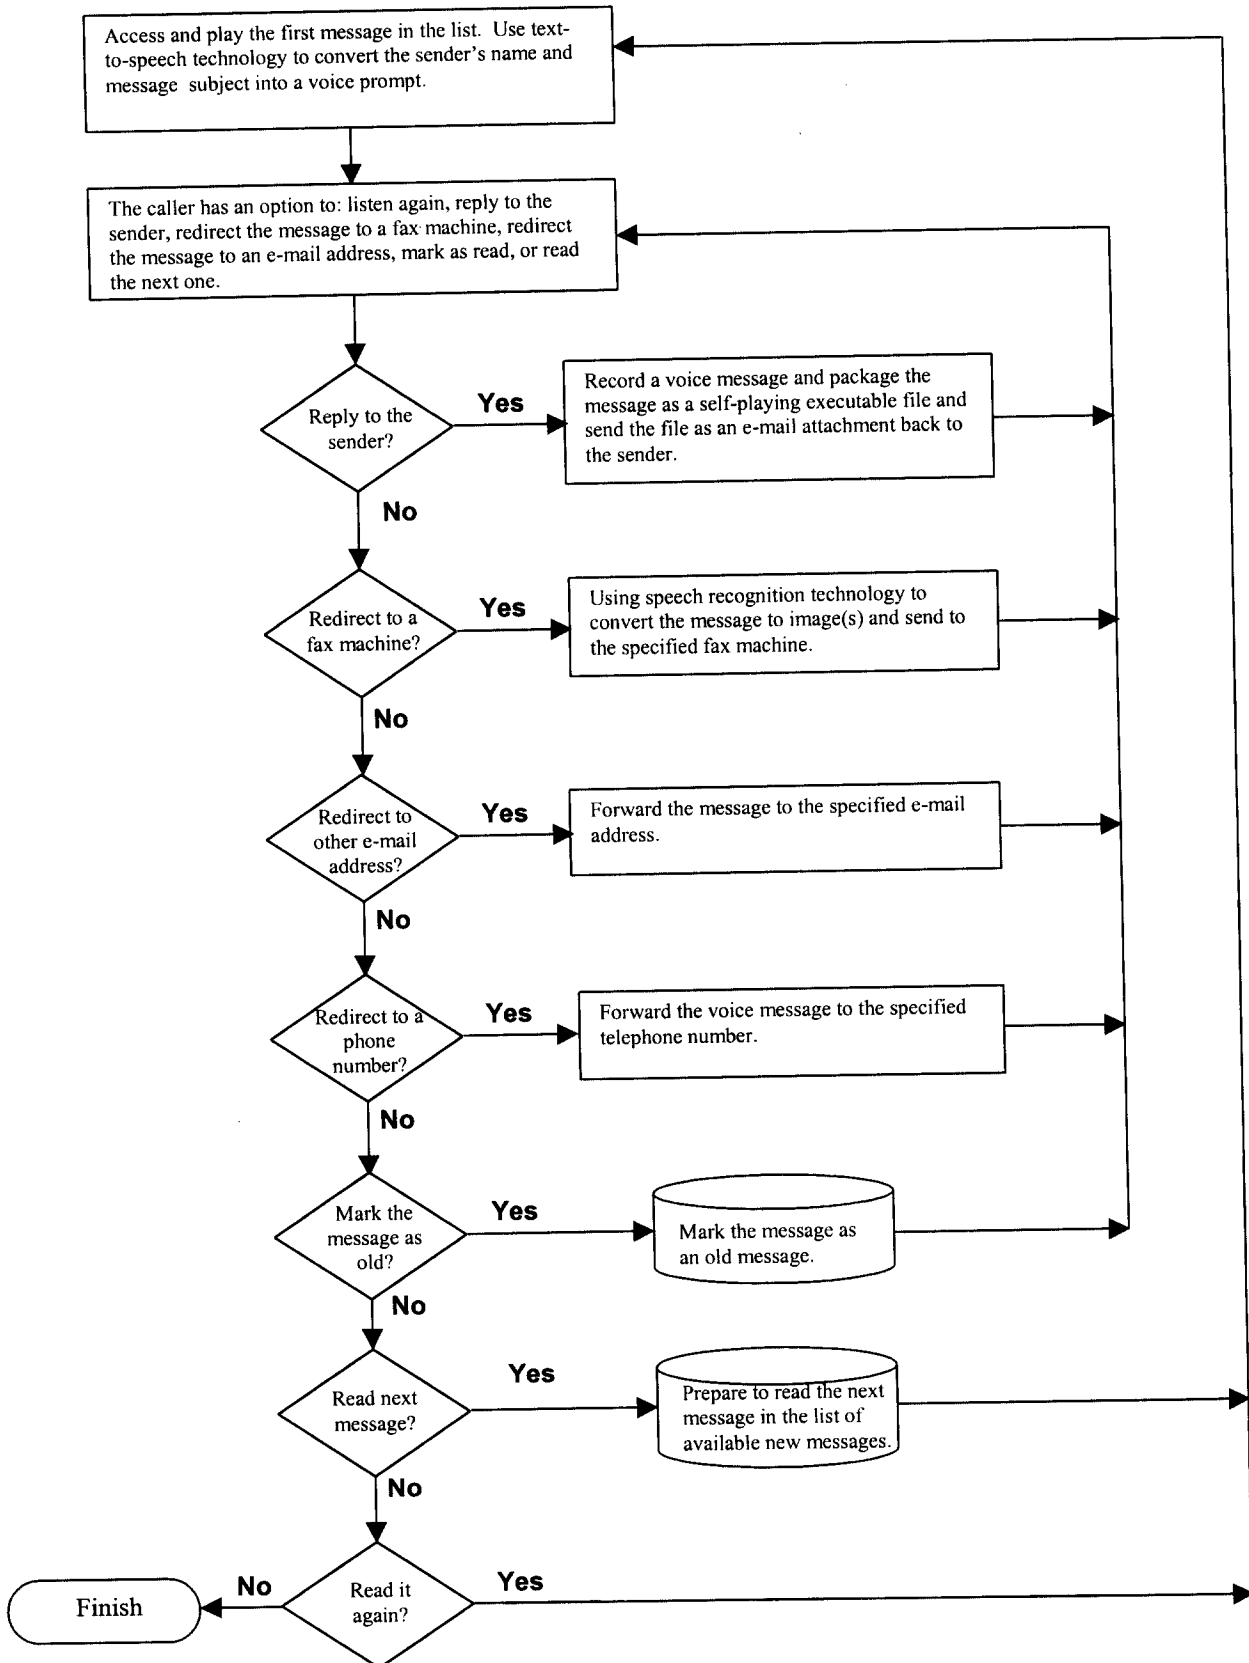 Access and play the first message in the list.  Use text-
to-speech technology to convert the sender's name and
message  subject into a voice prompt.
The caller has an option to: listen again, reply to the
sender, redirect the message to a fax machine, redirect
the message to an e-mail address, mark as read, or read
the next one.
Reply to the
sender?
Yes
Record a voice message and package the
message as a self-playing executable file and
send the file as an e-mail attachment back to
the sender.
No
Redirect to a
fax machine?
Yes
Using speech recognition technology to
convert the message to image(s) and send to
the specified fax machine.
No
Redirect to
other e-mail
address?
Yes
Forward the message to the specified e-mail
address.
No
Redirect to a
phone
number?
Yes
Forward the voice message to the specified
telephone number.
No
Mark the
message as
old?
Yes
Mark the message as
an old message.
No
Read next
message?
Yes
Prepare to read the next
message in the list of
available new messages.
No
Read it
again?
Yes
No
Finish